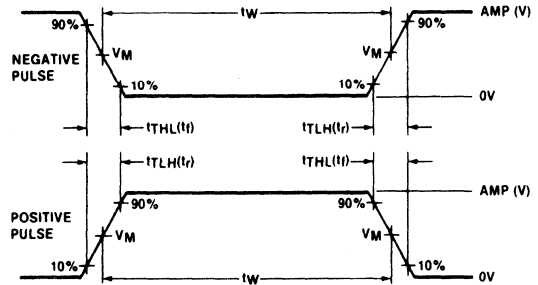 tW
90% 90% AMP (V)
NEGATIVE PULSE VM VM
10% 10%
0V
tTHL(tf) tTLH(tr)
tTLH(tr) tTHL(tf)
AMP (V)
90% 90%
POSITIVE PULSE VM VM
10% 10%
tW 0V